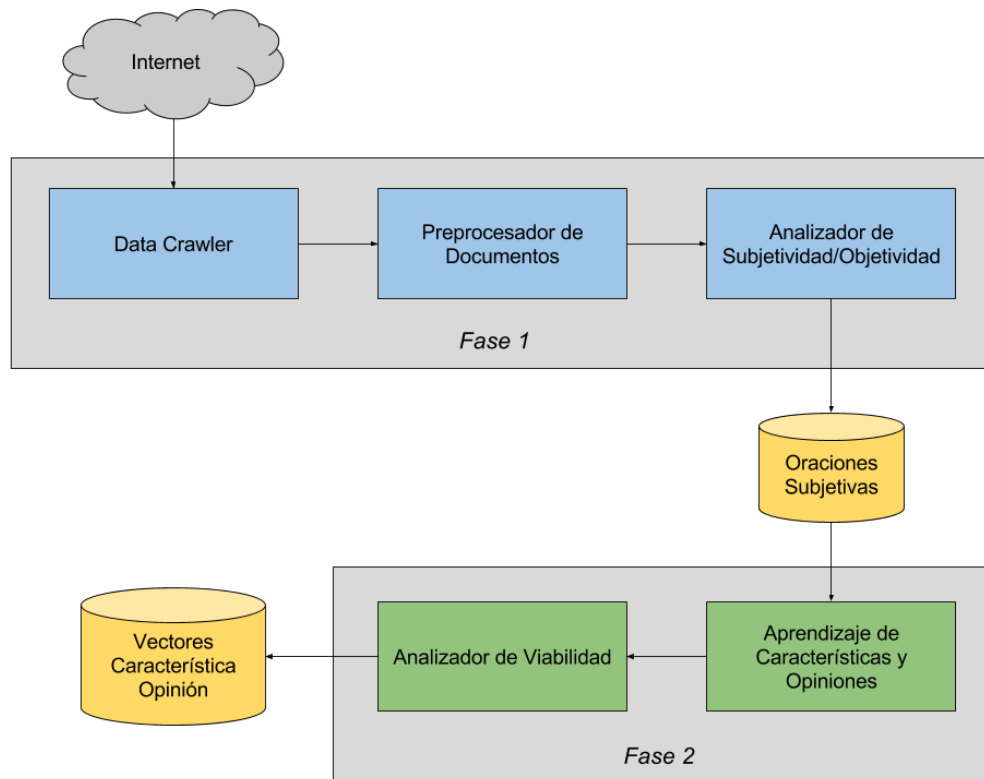 Internet
Data Crawler
Preprocesador de
Documentos
Analizador de
Subjetividad/Objetividad
Fase 1
Oraciones
Subjetivas
Vectores
Característica
Opinión
Analizador de Viabilidad
Aprendizaje de
Características y
Opiniones
Fase 2